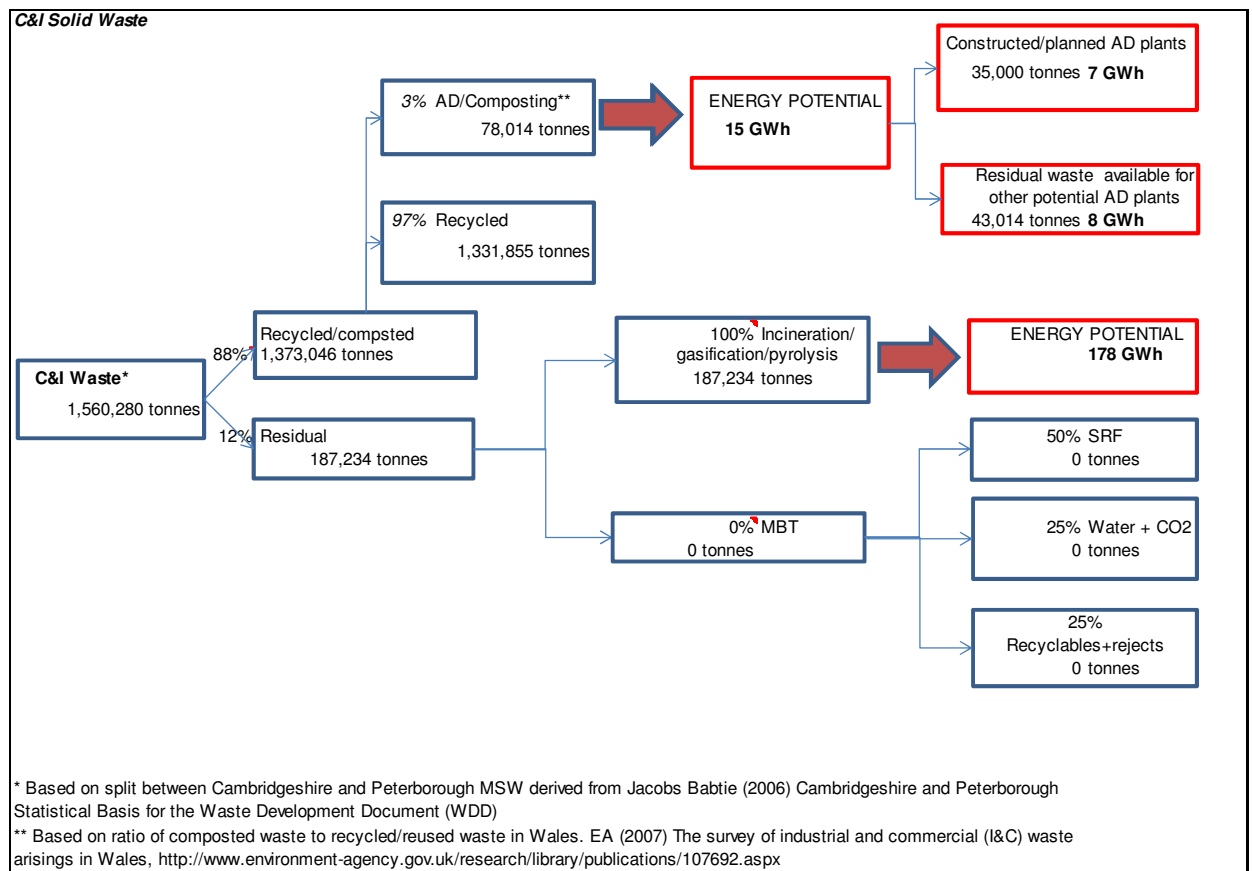 C&I Solid Waste
Constructed/planned AD plants
35,000 tonnes 7 GWh
3% AD/Composting**
78,014 tonnes
ENERGY POTENTIAL
15 GWh
Residual waste available for
other potential AD plants
43,014 tonnes 8 GWh
97% Recycled
1,331,855 tonnes
Recycled/compsted
88% 1,373,046 tonnes
100% Incineration/
gasification/pyrolysis
187,234 tonnes
ENERGY POTENTIAL
178 GWh
C&I Waste*
1,560,280 tonnes
12% Residual
187,234 tonnes
50% SRF
0 tonnes
0% MBT
0 tonnes
25% Water + CO2
0 tonnes
25%
Recyclables+rejects
0 tonnes
* Based on split between Cambridgeshire and Peterborough MSW derived from Jacobs Babtie (2006) Cambridgeshire and Peterborough
Statistical Basis for the Waste Development Document (WDD)
** Based on ratio of composted waste to recycled/reused waste in Wales. EA (2007) The survey of industrial and commercial (I&C) waste
arisings in Wales, http://www.environment-agency.gov.uk/research/library/publications/107692.aspx